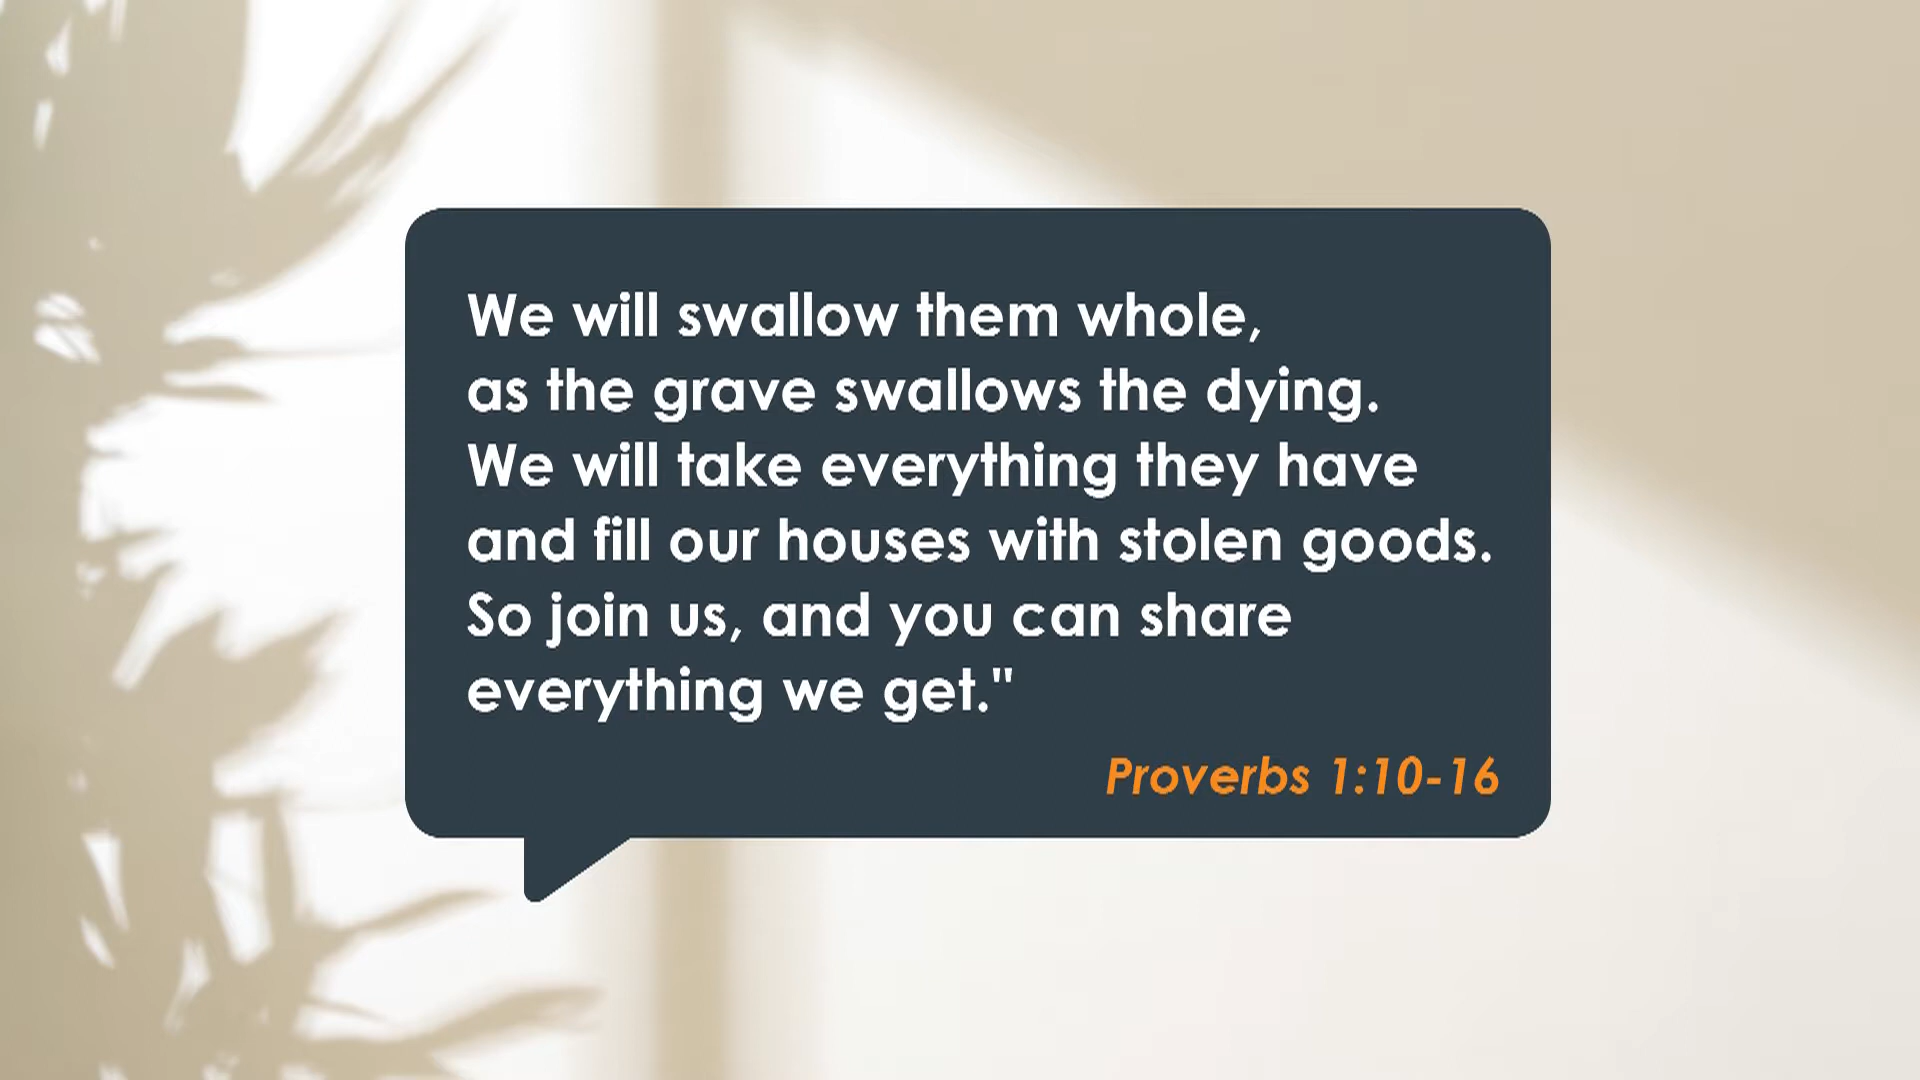 We will swallow them whole,
as the grave swallows the dying.
We will take everything they have
and fill our houses with stolen goods.
So join us, and you can share
everything we get."
Proverbs 1:10-16